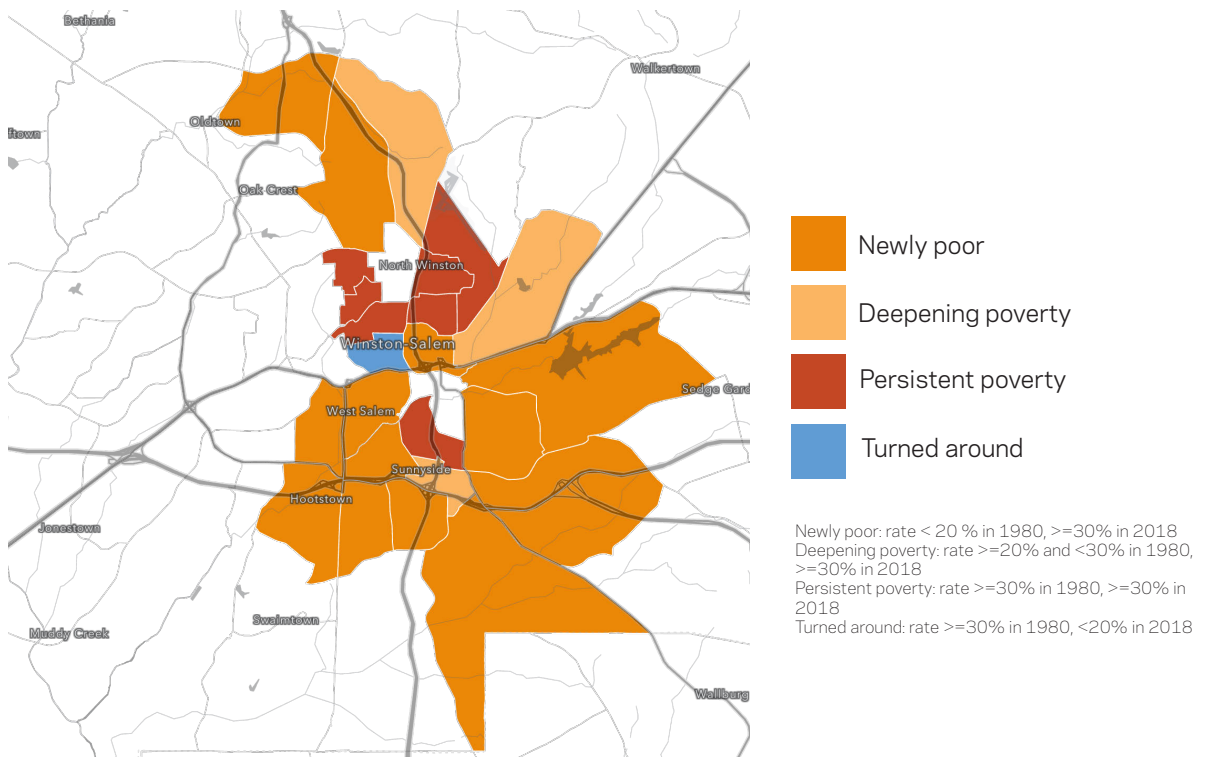 Bethania
Walkertown
Oldtown
ftown
Oak Crest
North Winston
Winston-Salem
Sedge Gard
West Salem
Sunnyside
Hootstown
Jonestown
Swaimtown
Muddy Creek
Wallburg
Newly poor
Deepening poverty
Persistent poverty
Turned around
Newly poor: rate < 20 % in 1980, >=30% in 2018
Deepening poverty: rate >=20% and <30% in 1980,
>=30% in 2018
Persistent poverty: rate >=30% in 1980, >=30% in
2018
Turned around: rate >=30% in 1980, <20% in 2018